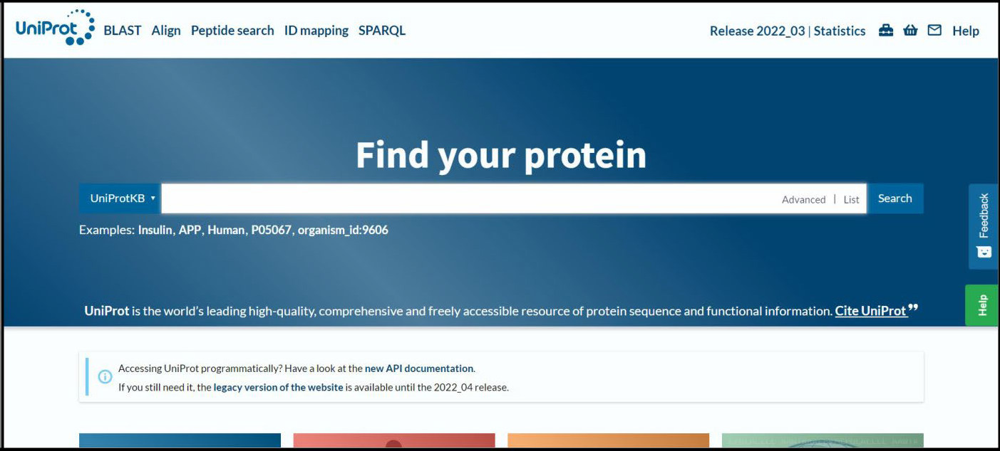 UniProt BLAST Align Peptide search ID mapping SPARQL Release 2022_03 | Statistics Help
Find your protein
UniProtKB Advanced | List Search
Examples: Insulin, APP, Human, P05067, organism_id:9606
Feedback
UniProt is the world's leading high-quality, comprehensive and freely accessible resource of protein sequence and functional information. Cite UniProt ”
Help
Accessing UniProt programmatically? Have a look at the new API documentation.
If you still need it, the legacy version of the website is available until the 2022_04 release.